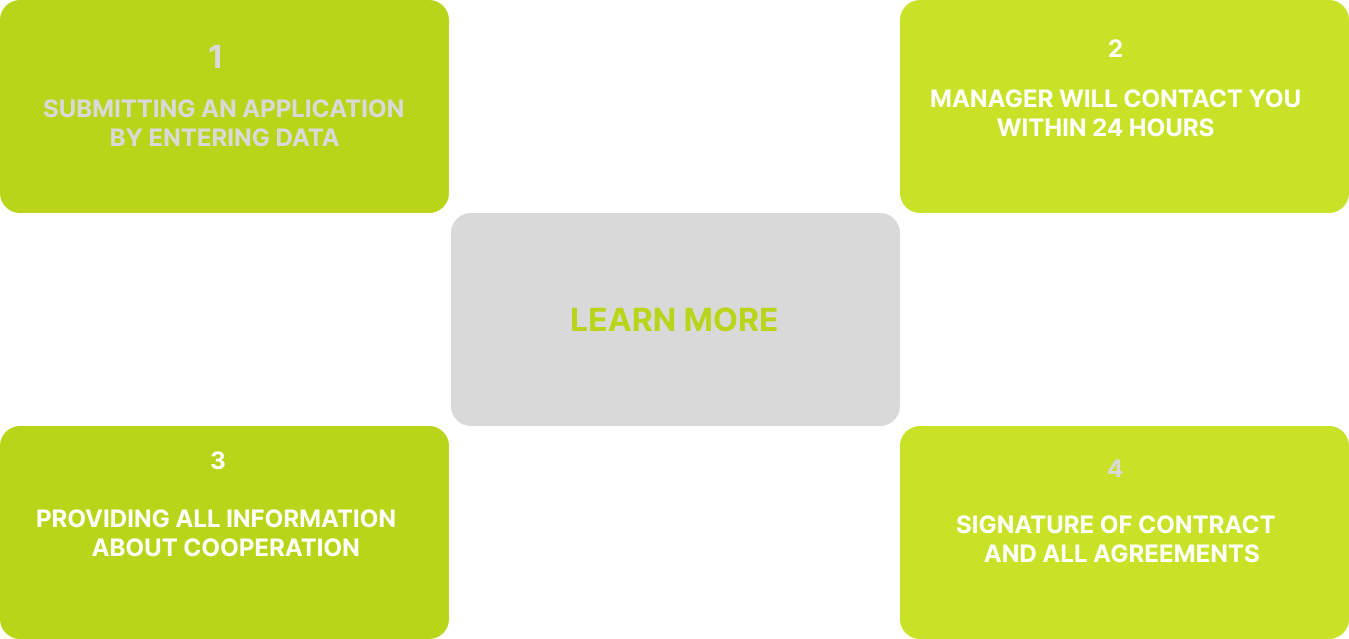 1
SUBMITTING AN APPLICATION
BY ENTERING DATA
2
MANAGER WILL CONTACT YOU
WITHIN 24 HOURS
LEARN MORE
3
PROVIDING ALL INFORMATION
ABOUT COOPERATION
4
SIGNATURE OF CONTRACT
AND ALL AGREEMENTS